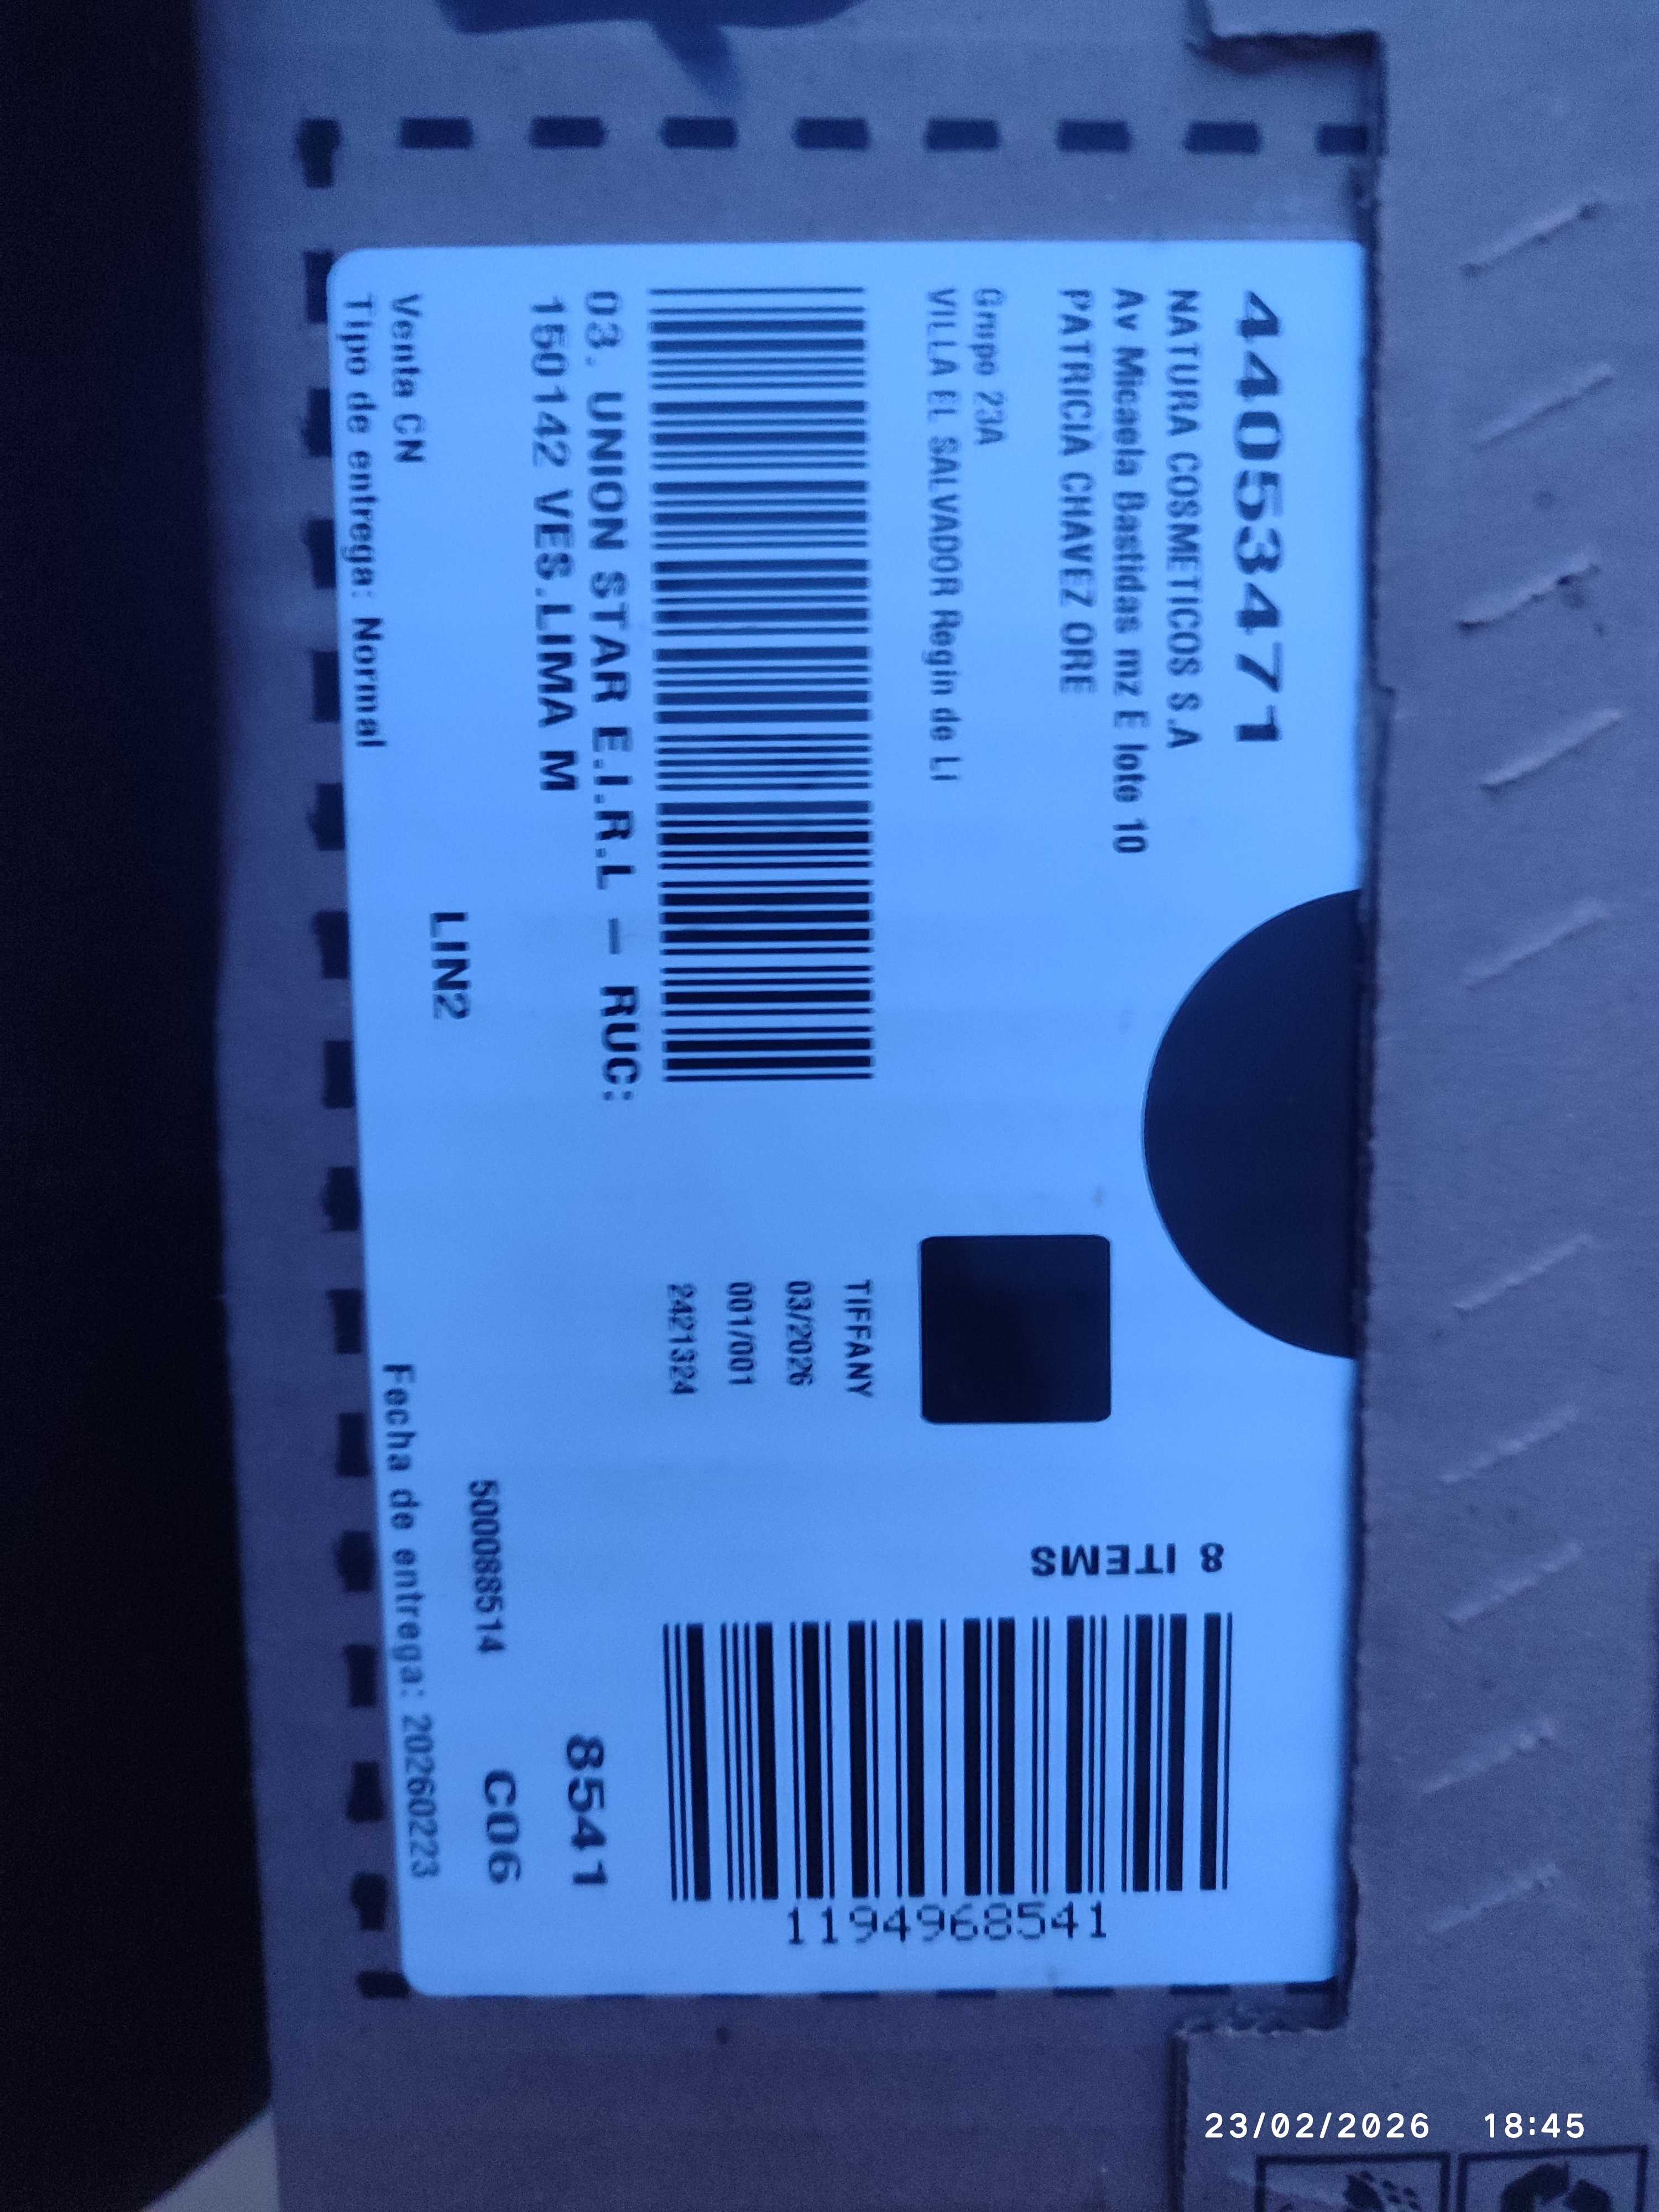 440534471
NATURA COSMETICOS S.A
Av Micaela Bastidas mz E lote 10
PATRICIA CHAVEZ ORE
Grupo 23A
VILLA EL SALVADOR Regin de Li
03. UNION STAR E.I.R.L - RUC:
150142 VES.LIMA M
Venta CN
Tipo de entrega: Normal
LIN2
TIFFANY
03/2026
001/001
2421324
8 ITEMS
1194968541
8541
C06
500088514
Fecha de entrega: 20260223
23/02/2026 18:45